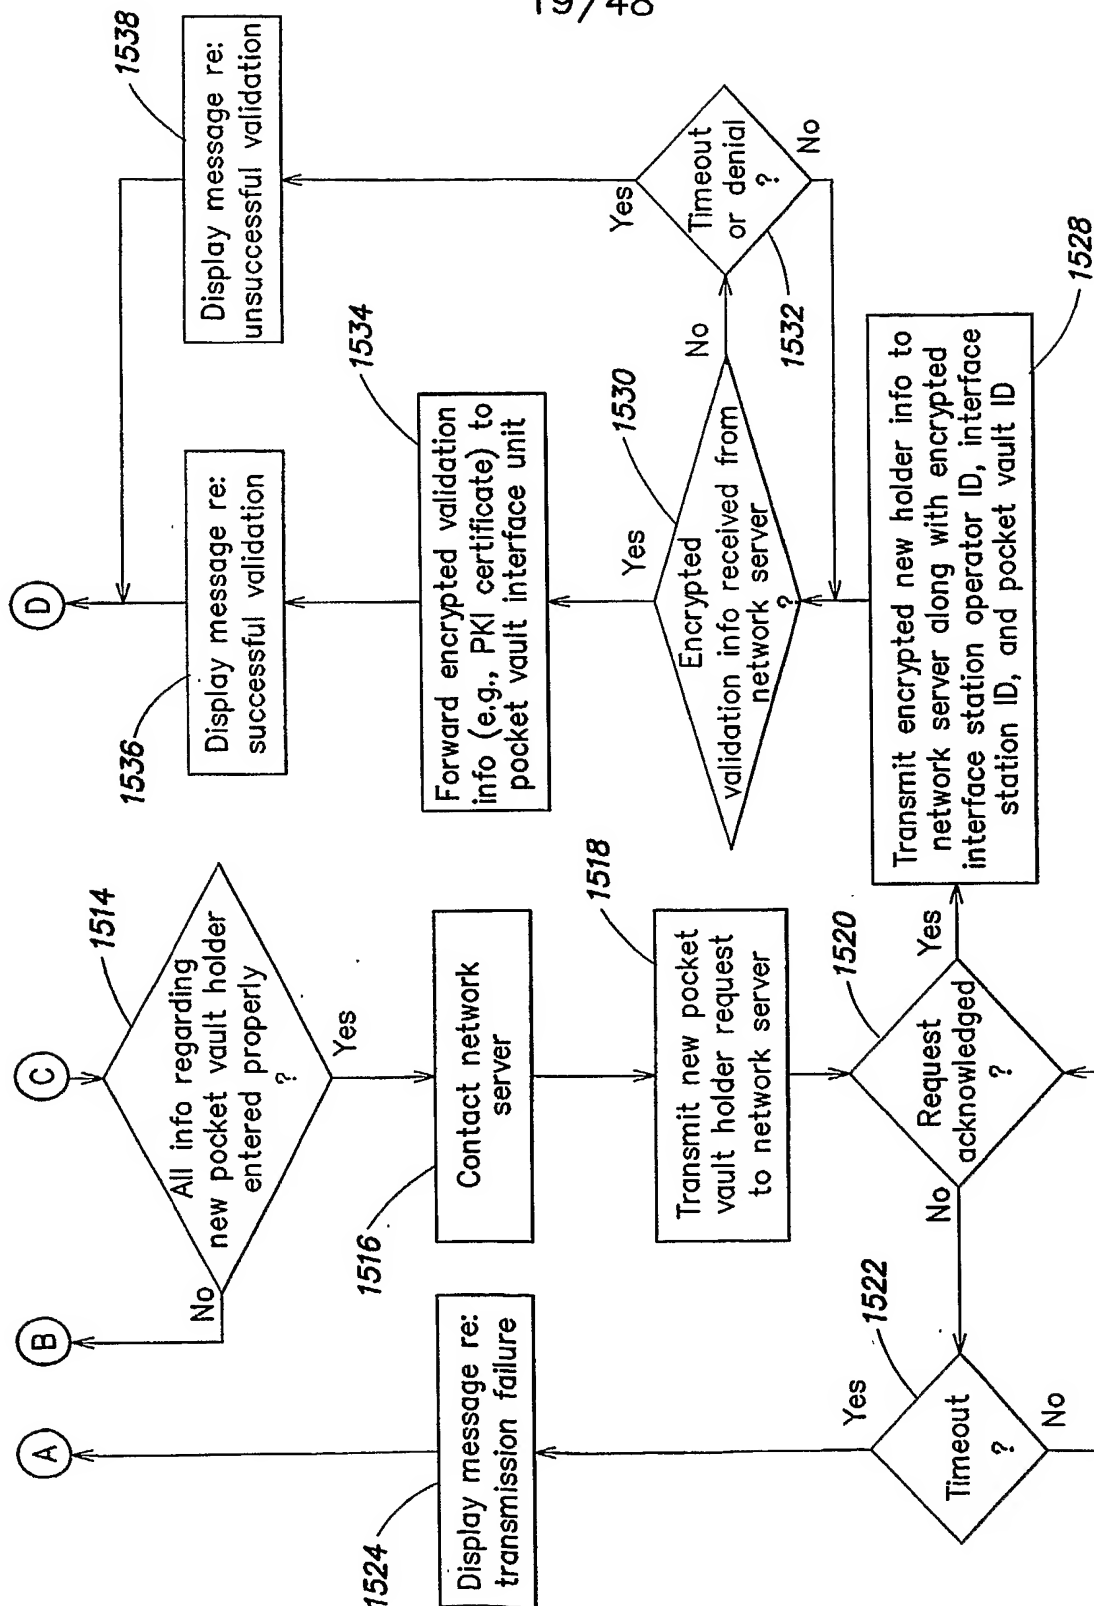 19/48
A
B
C
D
1514
All info regarding
new pocket vault holder
entered properly
?
No
Yes
1516
Contact network
server
1518
Transmit new pocket
vault holder request
to network server
1520
Request
acknowledged
?
No
Yes
1522
Timeout
?
Yes
No
1524
Display message re:
transmission failure
1528
Transmit encrypted new holder info to
network server along with encrypted
interface station operator ID, interface
station ID, and pocket vault ID
1530
Encrypted
validation info received from
network server
?
Yes
No
1532
Timeout
or denial
?
Yes
No
1534
Forward encrypted validation
info (e.g., PKI certificate) to
pocket vault interface unit
1536
Display message re:
successful validation
1538
Display message re:
unsuccessful validation